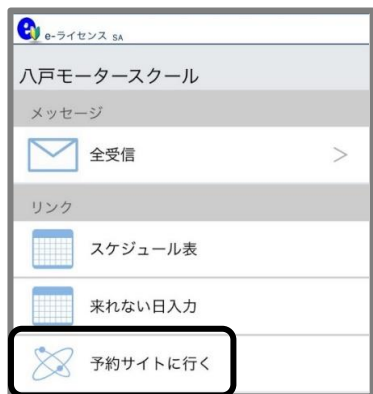 e-ライセンス SA
八戸モータースクール
メッセージ
全受信
リンク
スケジュール表
来れない日入力
予約サイトに行く